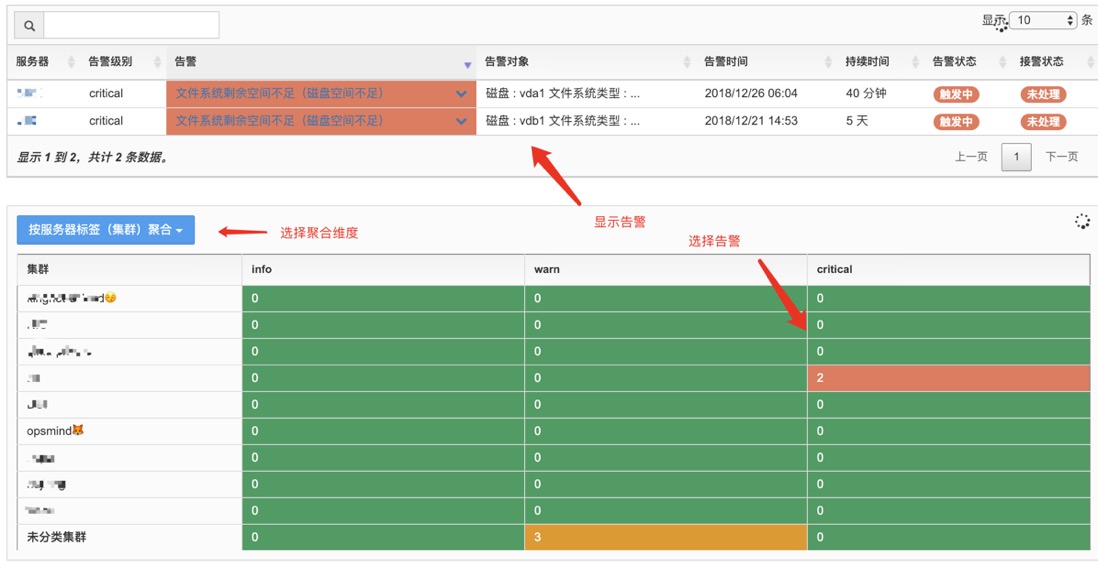 显示 10 条
服务器 告警级别 告警 告警对象 告警时间 持续时间 告警状态 接警状态
critical 文件系统剩余空间不足（磁盘空间不足） 磁盘 : vda1 文件系统类型 : ... 2018/12/26 06:04 40 分钟 触发中 未处理
critical 文件系统剩余空间不足（磁盘空间不足） 磁盘 : vdb1 文件系统类型 : ... 2018/12/21 14:53 5 天 触发中 未处理
显示 1 到 2，共计 2 条数据。 上一页 1 下一页
显示告警
按服务器标签（集群）聚合 选择聚合维度
选择告警
集群 info warn critical
0 0 0
0 0 0
0 0 0
0 0 2
0 0 0
opsmind🦊 0 0 0
0 0 0
0 0 0
0 0 0
未分类集群 0 3 0